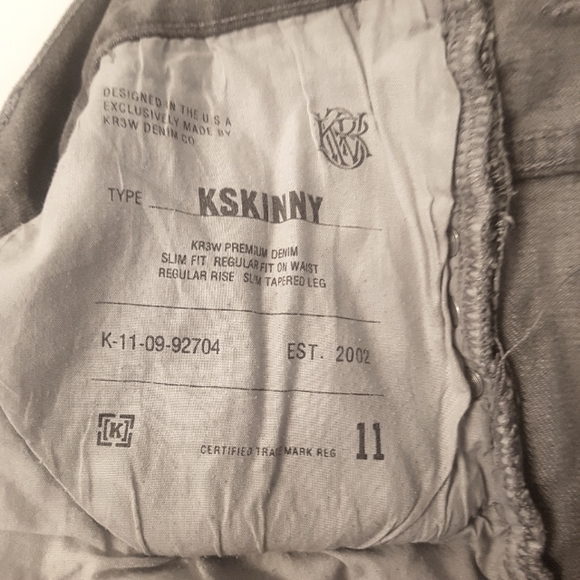 DESIGNED IN THE U.S A
EXCLUSIVELY MADE BY
KR3W DENIM CO.
TYPE KSKINNY
KR3W PREMIUM DENIM
SLIM FIT REGULAR FIT ON WAIST
REGULAR RISE SLIM TAPERED LEG
K-11-09-92704 EST. 2002
[K] CERTIFIED TRADEMARK REG 11